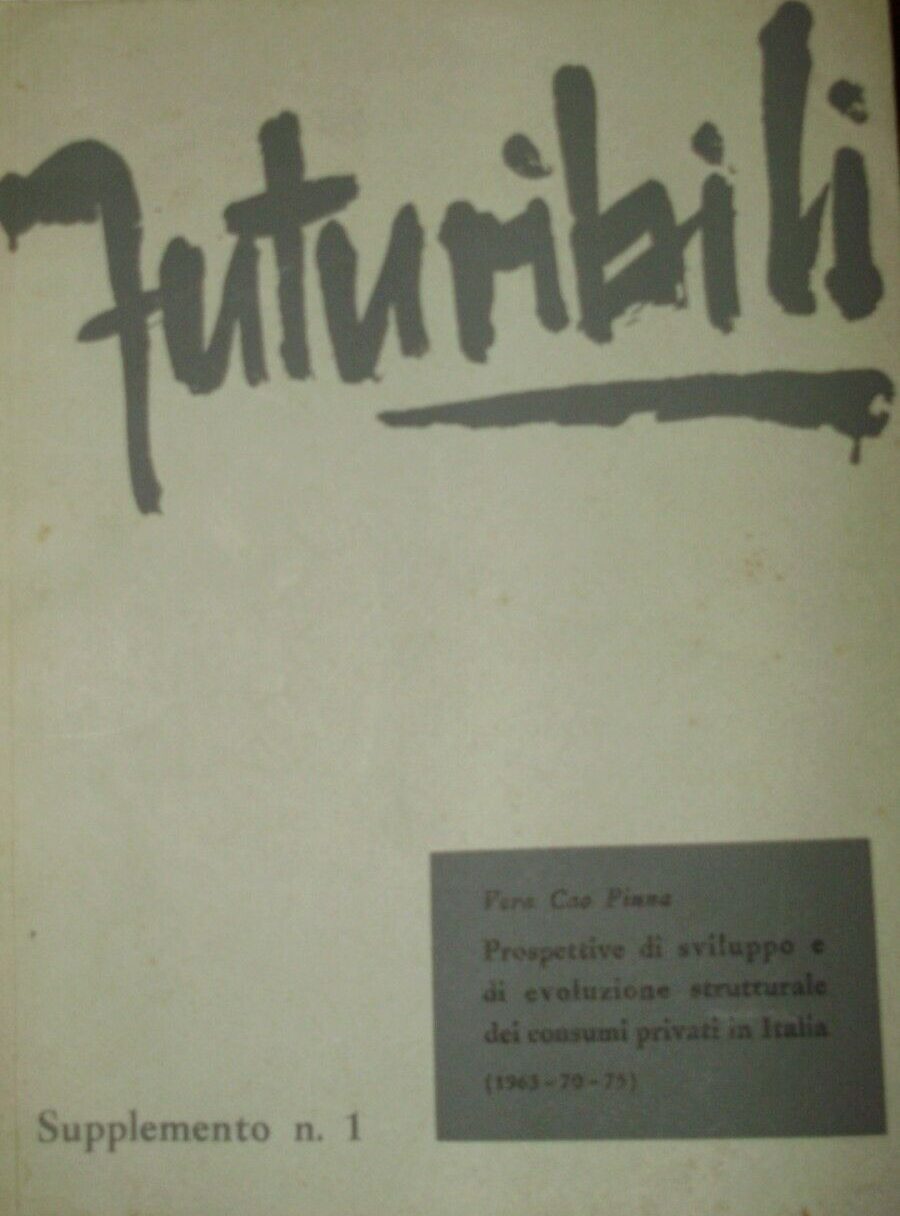 Futuribili
Vera Cao Pinna
Prospettive di sviluppo e
di evoluzione strutturale
dei consumi privati in Italia
(1965-70-75)
Supplemento n. 1